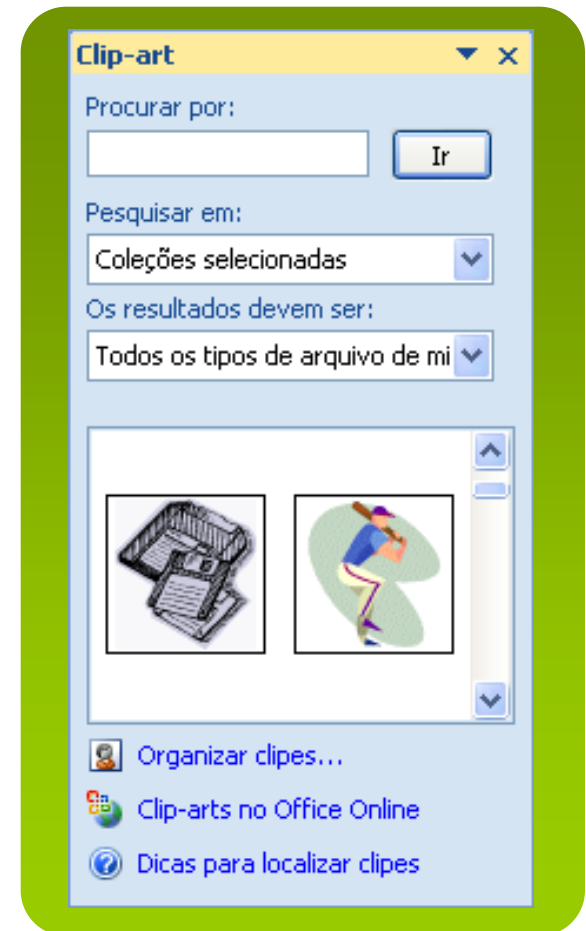 Clip-art
Procurar por:
Ir
Pesquisar em:
Coleções selecionadas
Os resultados devem ser:
Todos os tipos de arquivo de mi
Organizar clipes...
Clip-arts no Office Online
Dicas para localizar clipes